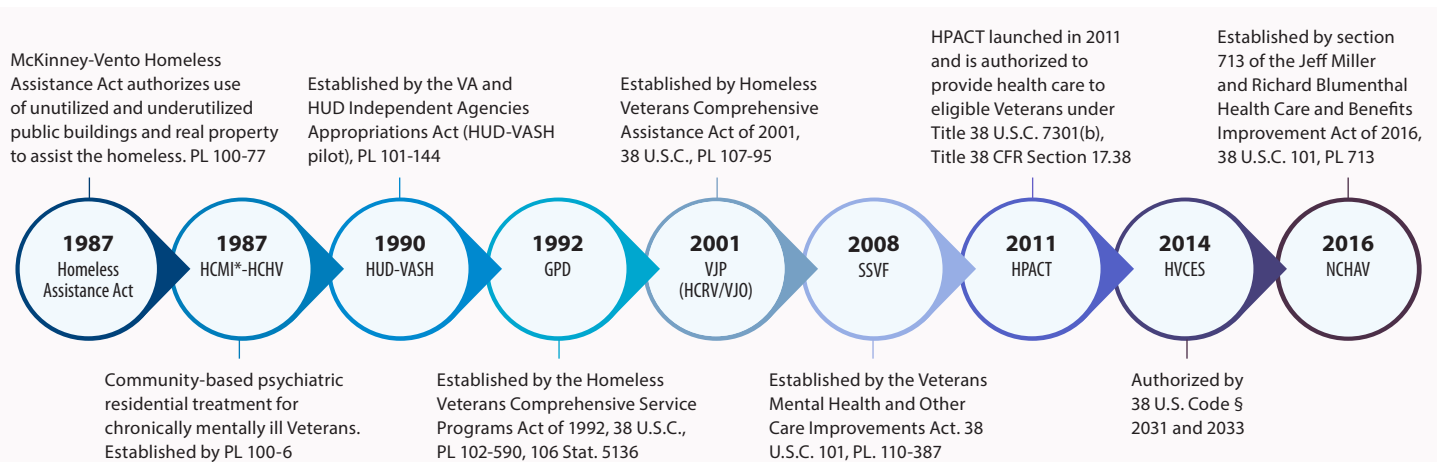 McKinney-Vento Homeless
Assistance Act authorizes use
of unutilized and underutilized
public buildings and real property
to assist the homeless. PL 100-77
1987
Homeless
Assistance Act
1987
HCMI*-HCHV
Community-based psychiatric
residential treatment for
chronically mentally ill Veterans.
Established by PL 100-6
Established by the VA and
HUD Independent Agencies
Appropriations Act (HUD-VASH
pilot), PL 101-144
1990
HUD-VASH
1992
GPD
Established by the Homeless
Veterans Comprehensive Service
Programs Act of 1992, 38 U.S.C.,
PL 102-590, 106 Stat. 5136
Established by Homeless
Veterans Comprehensive
Assistance Act of 2001,
38 U.S.C., PL 107-95
2001
VJP
(HCRV/VJO)
2008
SSVF
Established by the Veterans
Mental Health and Other
Care Improvements Act. 38
U.S.C. 101, PL. 110-387
HPACT launched in 2011
and is authorized to
provide health care to
eligible Veterans under
Title 38 U.S.C. 7301(b),
Title 38 CFR Section 17.38
2011
HPACT
2014
HVCES
Authorized by
38 U.S. Code §
2031 and 2033
Established by section
713 of the Jeff Miller
and Richard Blumenthal
Health Care and Benefits
Improvement Act of 2016,
38 U.S.C. 101, PL 713
2016
NCHAV